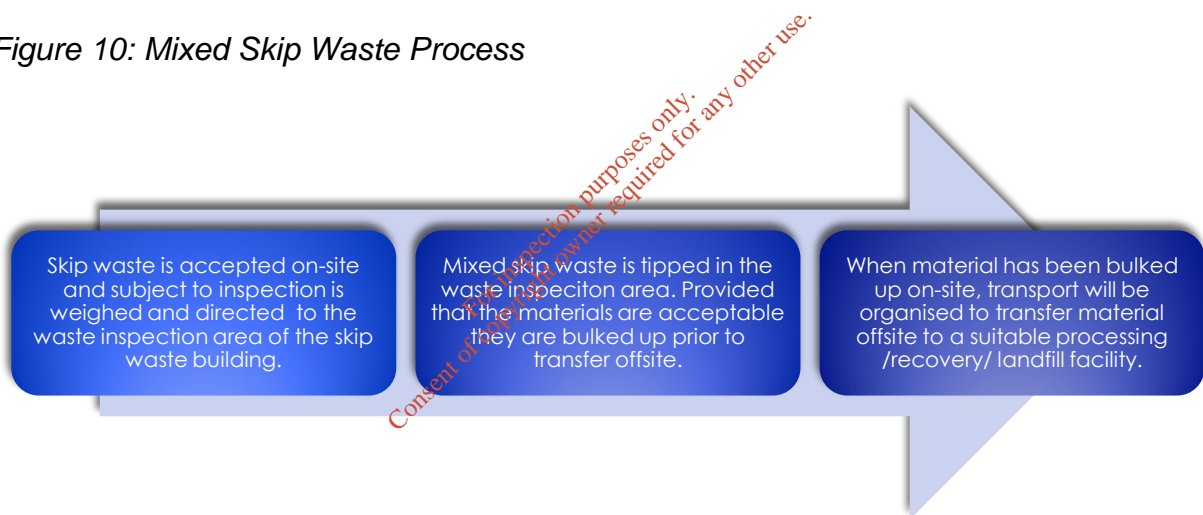 Figure 10: Mixed Skip Waste Process
For inspection purposes only.
Consent of copyright owner required for any other use.
Skip waste is accepted on-site
and subject to inspection is
weighed and directed to the
waste inspection area of the skip
waste building.
Mixed skip waste is tipped in the
waste inspeciton area. Provided
that the materials are acceptable
they are bulked up prior to
transfer offsite.
When material has been bulked
up on-site, transport will be
organised to transfer material
offsite to a suitable processing
/recovery/ landfill facility.